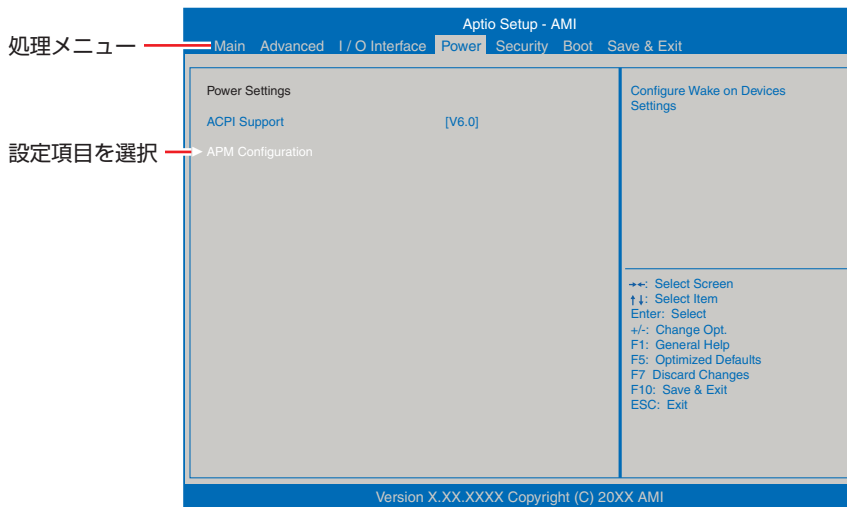 Aptio Setup - AMI
処理メニュー
Main Advanced I / O Interface Power Security Boot Save & Exit
Power Settings
ACPI Support [V6.0]
設定項目を選択
APM Configuration
Configure Wake on Devices
Settings
→←: Select Screen
↑↓: Select Item
Enter: Select
+/-: Change Opt.
F1: General Help
F5: Optimized Defaults
F7 Discard Changes
F10: Save & Exit
ESC: Exit
Version X.XX.XXXX Copyright (C) 20XX AMI